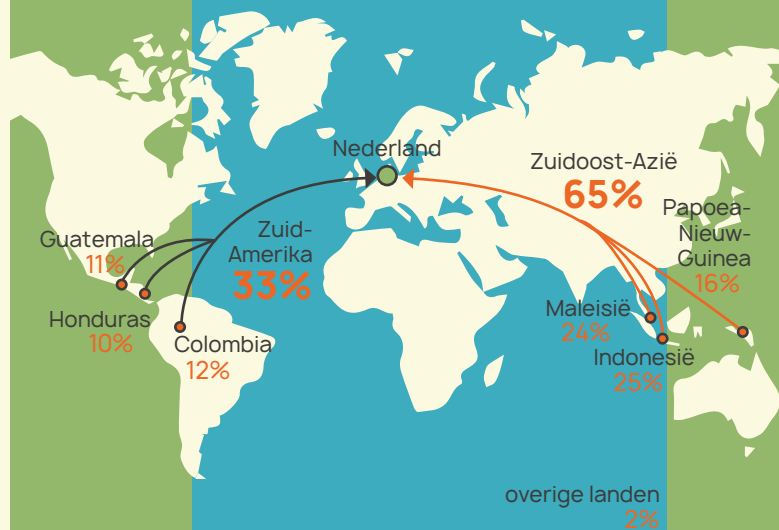 Nederland
Zuidoost-Azië
65%
Papoea-
Nieuw-
Guinea
16%
Guatemala
11%
Zuid-
Amerika
33%
Honduras
10%
Colombia
12%
Maleisië
24%
Indonesië
25%
overige landen
2%